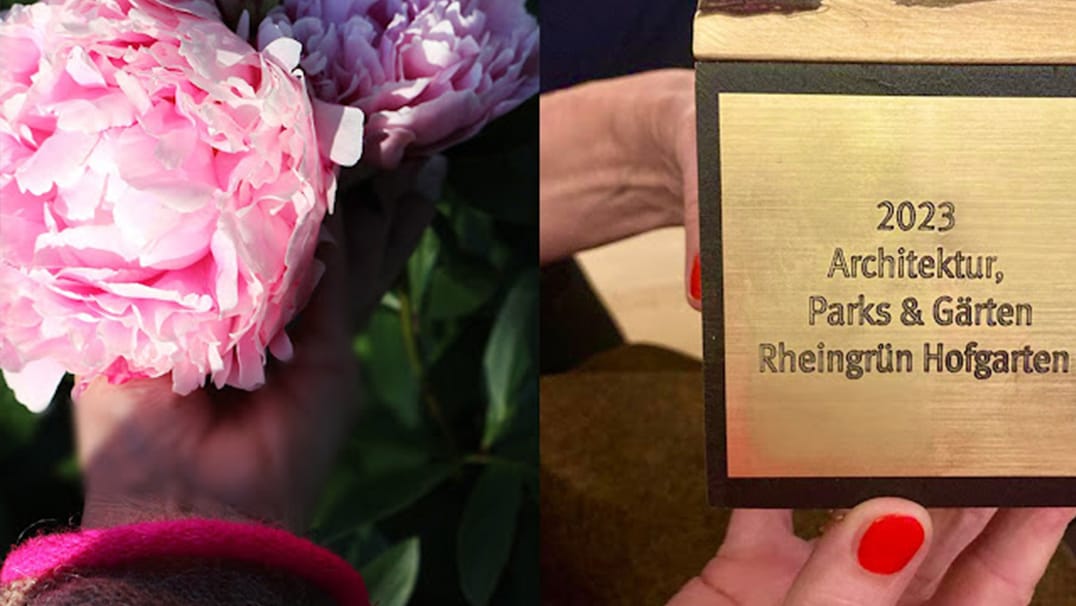 2023
Architektur,
Parks & Gärten
Rheingrün Hofgarten